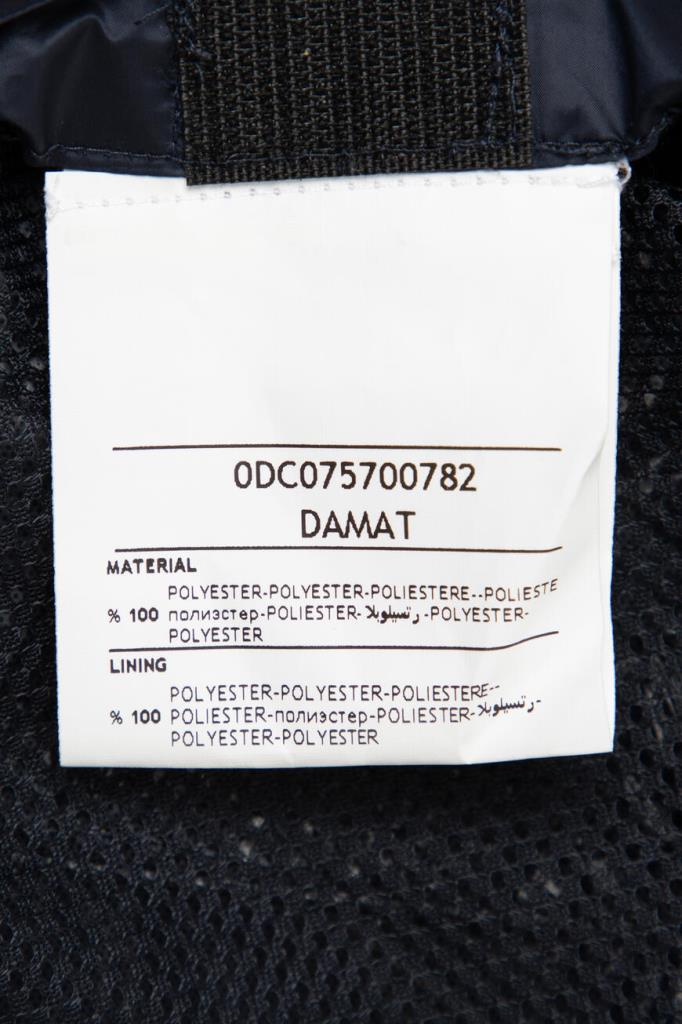 0DC075700782
DAMAT
MATERIAL
POLYESTER-POLYESTER-POLIESTERE--POLIESTE
% 100 полиэстер-POLIESTER-رتسيلوبلا-POLYESTER-
POLYESTER
LINING
POLYESTER-POLYESTER-POLIESTERE--
% 100 POLIESTER-полиэстер-POLIESTER-رتسيلوبلا-
POLYESTER-POLYESTER